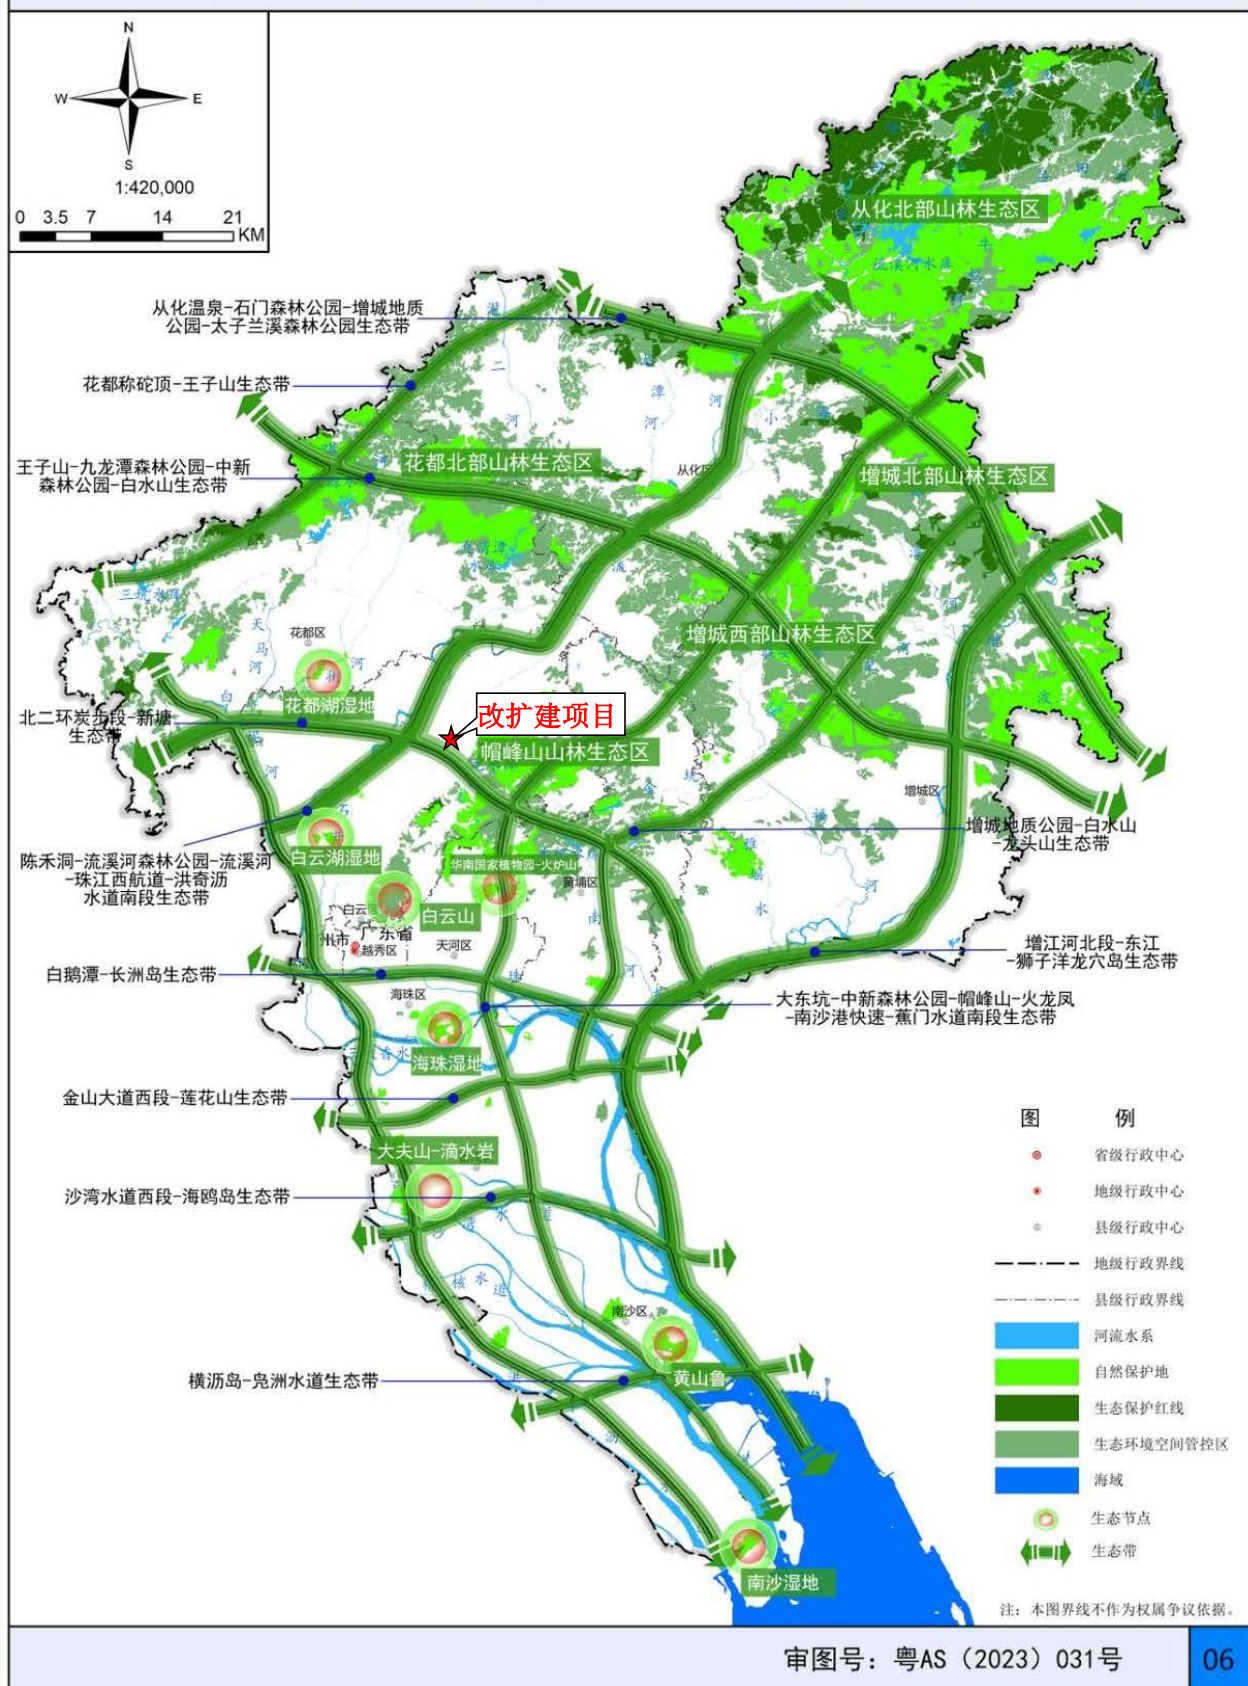 N
W
E
S
1:420,000
0 3.5 7 14 21
KM
从化北部山林生态区
流溪河水库
从化温泉-石门森林公园-增城地质
公园-太子兰溪森林公园生态带
花都称砣顶-王子山生态带
王子山-九龙潭森林公园-中新
森林公园-白水山生态带
花都北部山林生态区
从化区
增城北部山林生态区
三坑水库
增城西部山林生态区
花都区
天马河
花都湖湿地
北二环炭步段-新塘
生态带
改扩建项目
帽峰山山林生态区
增城区
增城地质公园-白水山
-龙头山生态带
白云湖湿地
陈禾洞-流溪河森林公园-流溪河
-珠江西航道-洪奇沥
水道南段生态带
华南国家植物园-火炉山
黄埔区
白云山
广东省
州市
越秀区
天河区
增江河北段-东江
-狮子洋龙穴岛生态带
白鹅潭-长洲岛生态带
海珠区
大东坑-中新森林公园-帽峰山-火龙凤
-南沙港快速-蕉门水道南段生态带
海珠湿地
金山大道西段-莲花山生态带
大夫山-滴水岩
沙湾水道西段-海鸥岛生态带
南沙区
黄山鲁
横沥岛-凫洲水道生态带
南沙湿地
图 例
省级行政中心
地级行政中心
县级行政中心
地级行政界线
县级行政界线
河流水系
自然保护地
生态保护红线
生态环境空间管控区
海域
生态节点
生态带
注：本图界线不作为权属争议依据。
审图号：粤AS（2023）031号
06